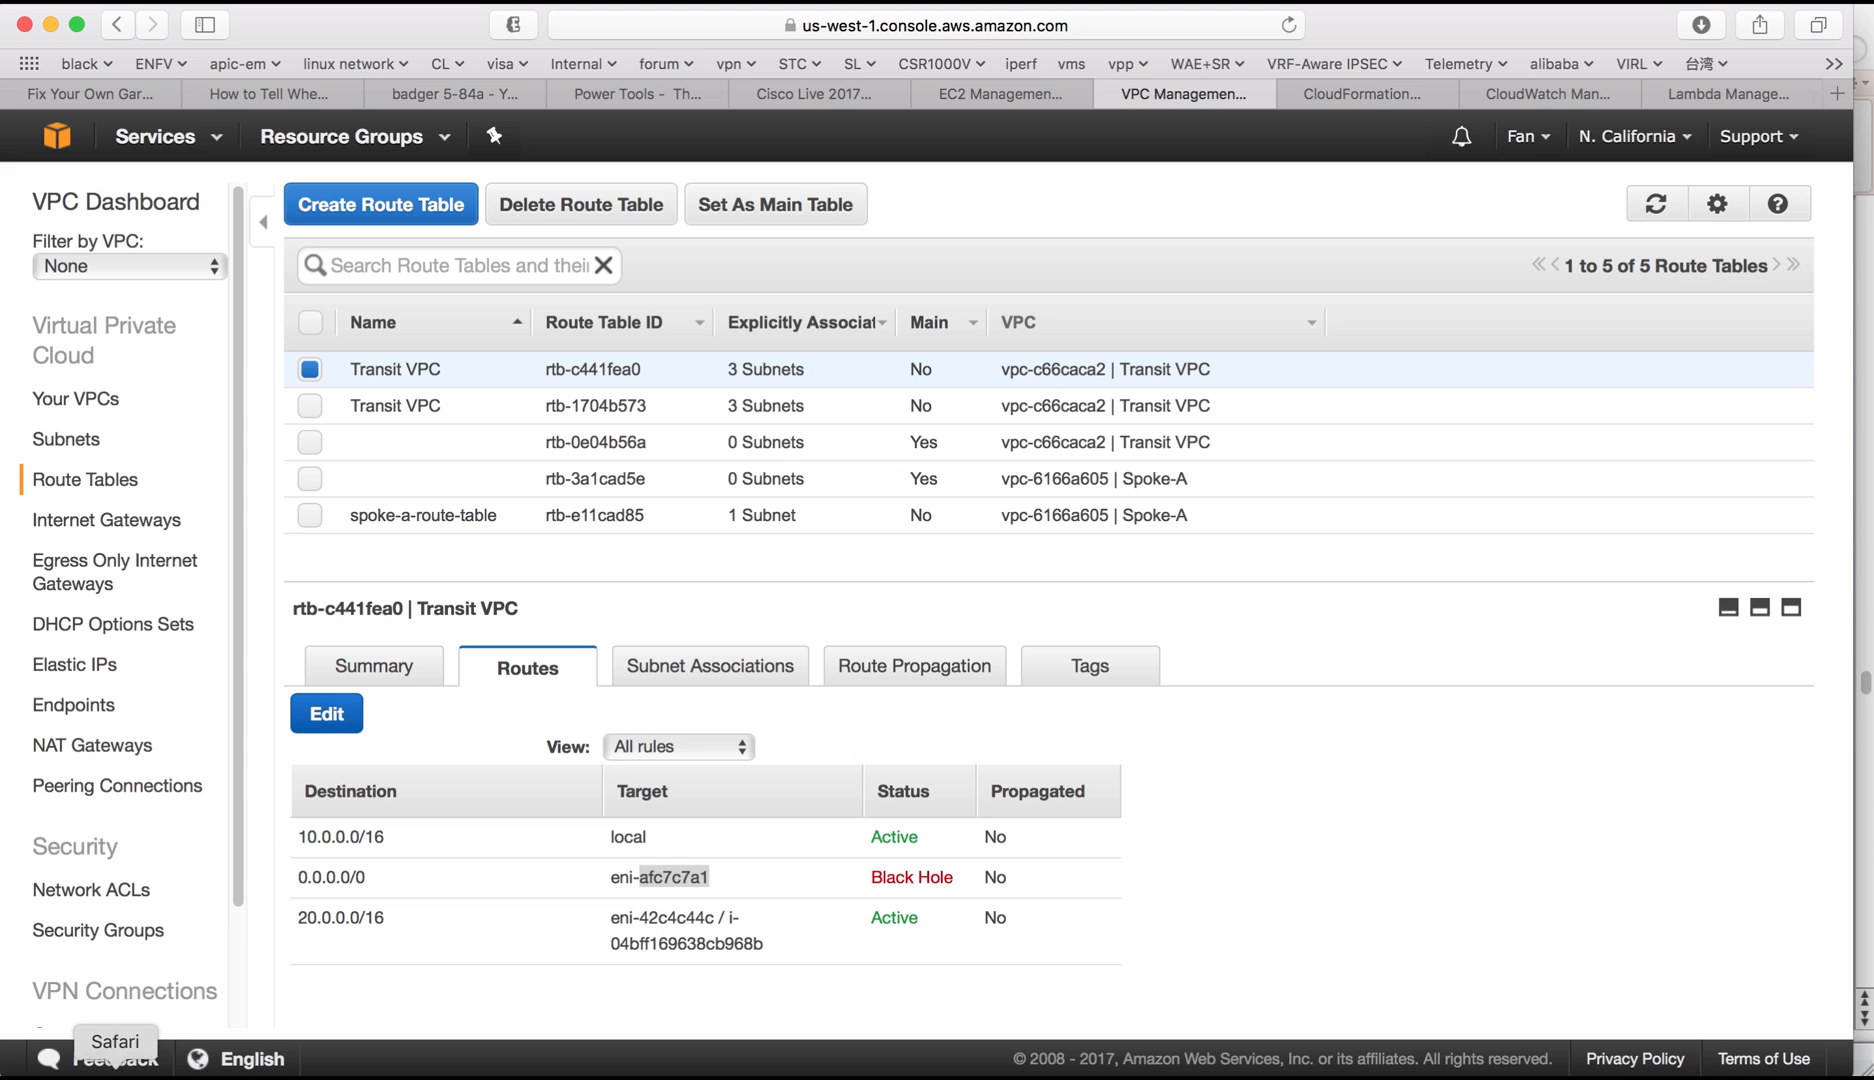 us-west-1.console.aws.amazon.com
black ENFV apic-em linux network CL visa Internal forum vpn STC SL CSR1000V iperf vms vpp WAE+SR VRF-Aware IPSEC Telemetry alibaba VIRL 台湾
Fix Your Own Gar... How to Tell Whe... badger 5-84a - Y... Power Tools - Th... Cisco Live 2017... EC2 Managemen... VPC Managemen... CloudFormation... CloudWatch Man... Lambda Manage...
Services Resource Groups Fan N. California Support
VPC Dashboard
Filter by VPC:
None
Virtual Private
Cloud
Your VPCs
Subnets
Route Tables
Internet Gateways
Egress Only Internet
Gateways
DHCP Options Sets
Elastic IPs
Endpoints
NAT Gateways
Peering Connections
Security
Network ACLs
Security Groups
VPN Connections
Create Route Table Delete Route Table Set As Main Table
Search Route Tables and thei 1 to 5 of 5 Route Tables
Name Route Table ID Explicitly Associat Main VPC
Transit VPC rtb-c441fea0 3 Subnets No vpc-c66caca2 | Transit VPC
Transit VPC rtb-1704b573 3 Subnets No vpc-c66caca2 | Transit VPC
rtb-0e04b56a 0 Subnets Yes vpc-c66caca2 | Transit VPC
rtb-3a1cad5e 0 Subnets Yes vpc-6166a605 | Spoke-A
spoke-a-route-table rtb-e11cad85 1 Subnet No vpc-6166a605 | Spoke-A
rtb-c441fea0 | Transit VPC
Summary Routes Subnet Associations Route Propagation Tags
Edit
View: All rules
Destination Target Status Propagated
10.0.0.0/16 local Active No
0.0.0.0/0 eni-afc7c7a1 Black Hole No
20.0.0.0/16 eni-42c4c44c / i-
04bff169638cb968b Active No
Safari
Feedback English © 2008 - 2017, Amazon Web Services, Inc. or its affiliates. All rights reserved. Privacy Policy Terms of Use